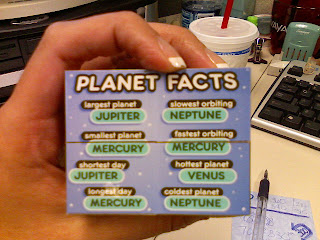 PLANET FACTS
largest planet slowest orbiting
JUPITER NEPTUNE
smallest planet fastest orbiting
MERCURY MERCURY
shortest day hottest planet
JUPITER VENUS
longest day coldest planet
MERCURY NEPTUNE